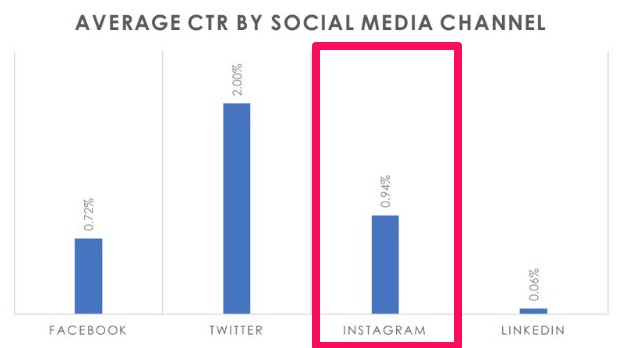 AVERAGE CTR BY SOCIAL MEDIA CHANNEL
0.72%
2.00%
0.94%
0.06%
FACEBOOK
TWITTER
INSTAGRAM
LINKEDIN